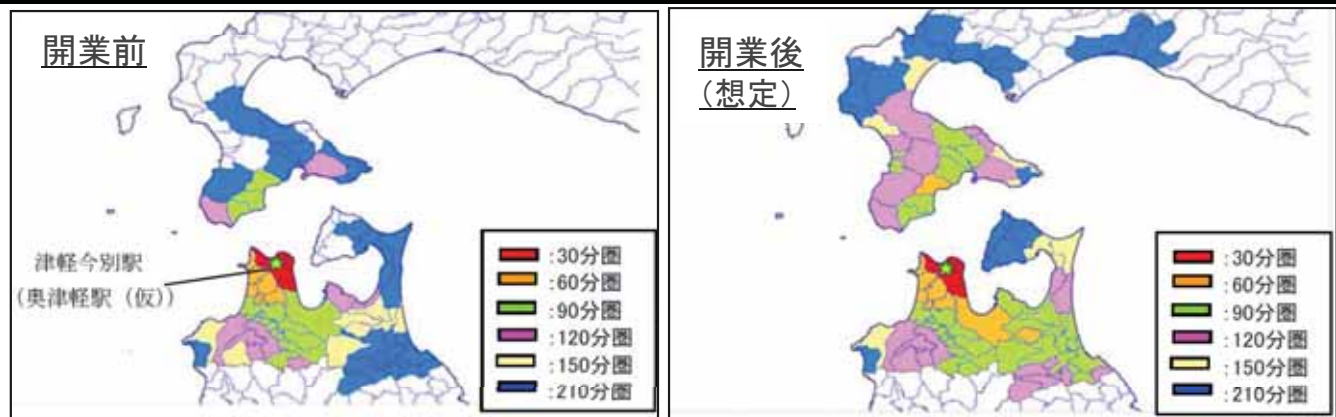 開業前
津軽今別駅
(奥津軽駅（仮）)
:30分圏
:60分圏
:90分圏
:120分圏
:150分圏
:210分圏
開業後
（想定）
:30分圏
:60分圏
:90分圏
:120分圏
:150分圏
:210分圏